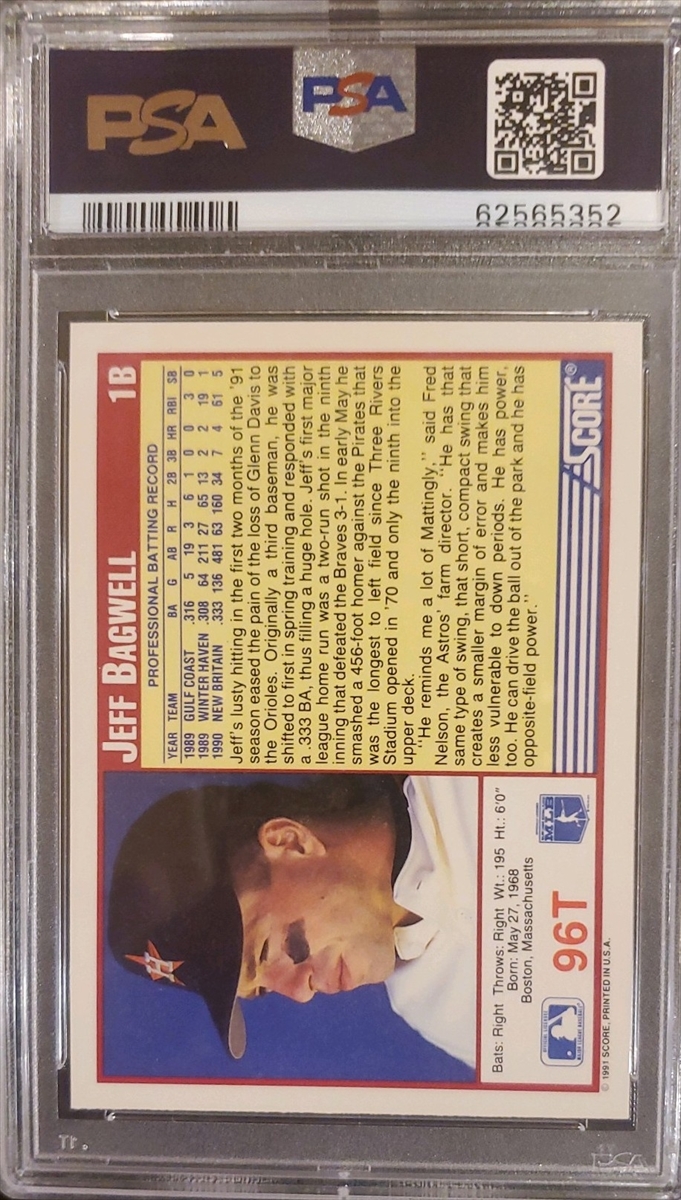 PSA
PSA
62565352
JEFF BAGWELL 1B
PROFESSIONAL BATTING RECORD
YEAR TEAM BA G AB R H 2B 3B HR RBI SB
1989 GULF COAST .316 5 19 3 6 1 0 0 3 0
1989 WINTER HAVEN .308 64 211 27 65 13 2 2 19 1
1990 NEW BRITAIN .333 136 481 63 160 34 7 4 61 5
Jeff's lusty hitting in the first two months of the '91
season eased the pain of the loss of Glenn Davis to
the Orioles. Originally a third baseman, he was
shifted to first in spring training and responded with
a .333 BA, thus filling a huge hole. Jeff's first major
league home run was a two-run shot in the ninth
inning that defeated the Braves 3-1. In early May he
smashed a 456-foot homer against the Pirates that
was the longest to left field since Three Rivers
Stadium opened in '70 and only the ninth into the
upper deck.
"He reminds me a lot of Mattingly," said Fred
Nelson, the Astros' farm director. "He has that
same type of swing, that short, compact swing that
creates a smaller margin of error and makes him
less vulnerable to down periods. He has power,
too. He can drive the ball out of the park and he has
opposite-field power."
SCORE®
H
Bats: Right Throws: Right Wt.: 195 Ht.: 6'0"
Born: May 27, 1968
Boston, Massachusetts
96T
MLB
© 1991 SCORE, PRINTED IN U.S.A.
PSA